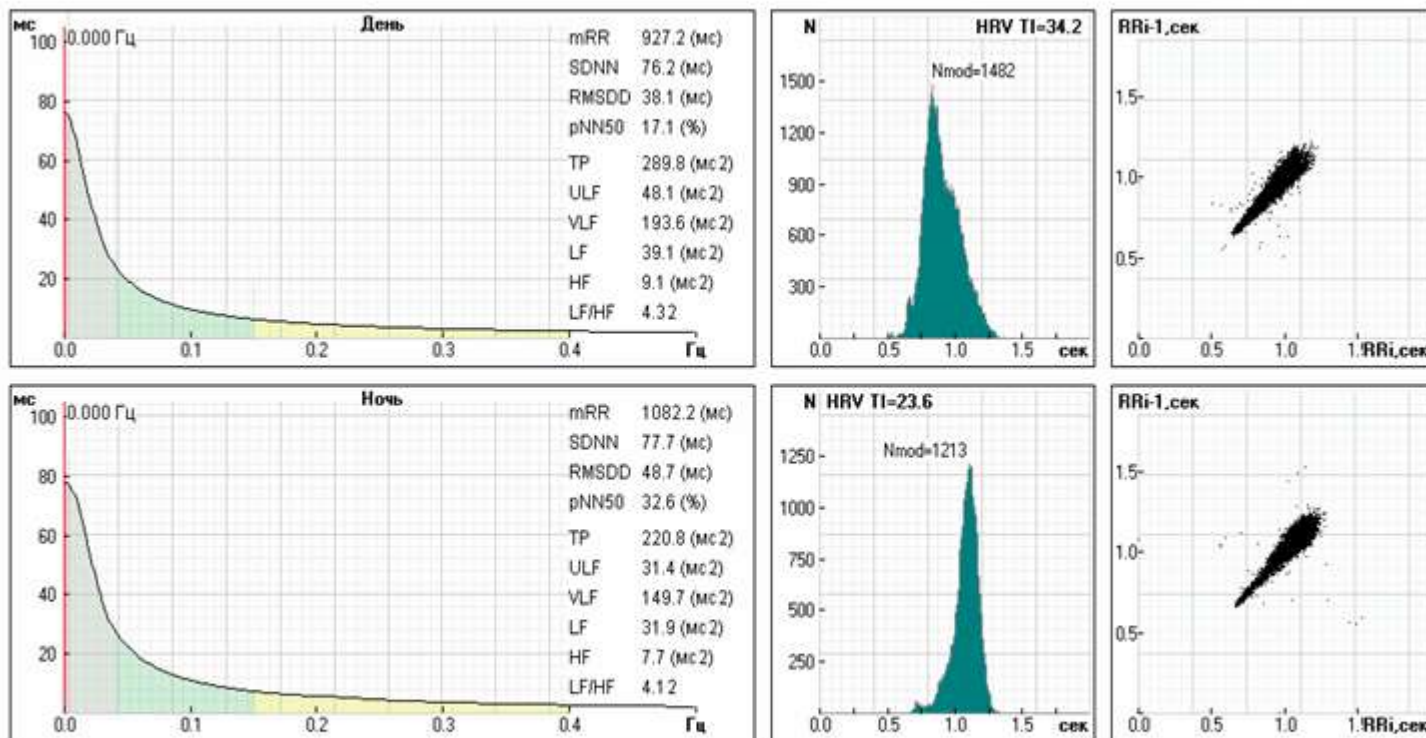 мс
День
100
0.000 Гц
80
60
40
20
0.0 0.1 0.2 0.3 0.4 Гц
mRR 927.2 (мс)
SDNN 76.2 (мс)
RMSDD 38.1 (мс)
pNN50 17.1 (%)
TP 289.8 (мс2)
ULF 48.1 (мс2)
VLF 193.6 (мс2)
LF 39.1 (мс2)
HF 9.1 (мс2)
LF/HF 4.32
N HRV TI=34.2
Nmod=1482
1500
1200
900
600
300
0.0 0.5 1.0 1.5 сек
RRi-1,сек
1.5
1.0
0.5
0.0 0.5 1.0 1.5 RRi,сек
мс
Ночь
100
0.000 Гц
80
60
40
20
0.0 0.1 0.2 0.3 0.4 Гц
mRR 1082.2 (мс)
SDNN 77.7 (мс)
RMSDD 48.7 (мс)
pNN50 32.6 (%)
TP 220.8 (мс2)
ULF 31.4 (мс2)
VLF 149.7 (мс2)
LF 31.9 (мс2)
HF 7.7 (мс2)
LF/HF 4.12
N HRV TI=23.6
Nmod=1213
1250
1000
750
500
250
0.0 0.5 1.0 1.5 сек
RRi-1,сек
1.5
1.0
0.5
0.0 0.5 1.0 1.5 RRi,сек